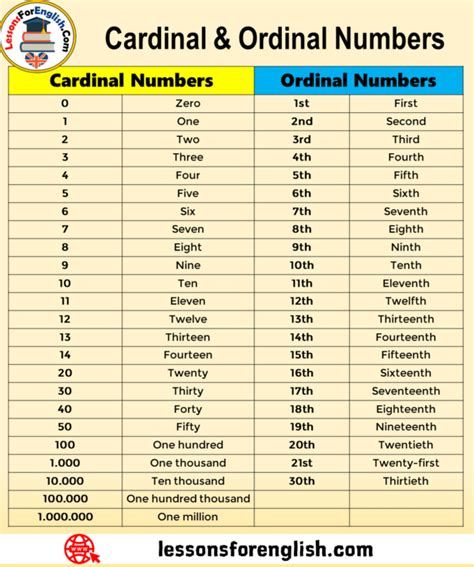 LessonsForEnglish.Com
Cardinal & Ordinal Numbers
Cardinal Numbers Ordinal Numbers
0 Zero 1st First
1 One 2nd Second
2 Two 3rd Third
3 Three 4th Fourth
4 Four 5th Fifth
5 Five 6th Sixth
6 Six 7th Seventh
7 Seven 8th Eighth
8 Eight 9th Ninth
9 Nine 10th Tenth
10 Ten 11th Eleventh
11 Eleven 12th Twelfth
12 Twelve 13th Thirteenth
13 Thirteen 14th Fourteenth
14 Fourteen 15th Fifteenth
20 Twenty 16th Sixteenth
30 Thirty 17th Seventeenth
40 Forty 18th Eighteenth
50 Fifty 19th Nineteenth
100 One hundred 20th Twentieth
1.000 One thousand 21st Twenty-first
10.000 Ten thousand 30th Thirtieth
100.000 One hundred thousand
1.000.000 One million
www
lessonsforenglish.com